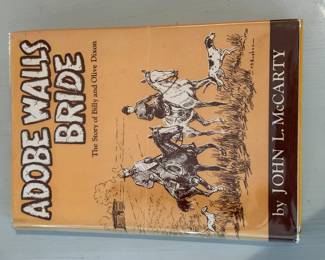 ADOBE WALLS
BRIDE
The Story of Billy and Olive Dixon
by JOHN L. McCARTY